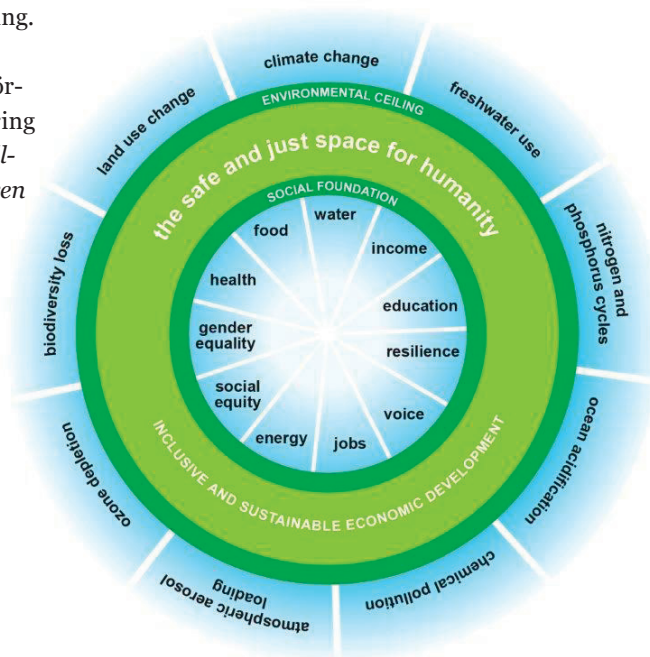 ing.
ör-
ring
l-
en
climate change
freshwater use
nitrogen and
phosphorus cycles
ocean acidification
chemical pollution
atmospheric aerosol
loading
ozone depletion
biodiversity loss
land use change
ENVIRONMENTAL CEILING
the safe and just space for humanity
SOCIAL FOUNDATION
water
income
education
resilience
voice
jobs
energy
social
equity
gender
equality
health
food
INCLUSIVE AND SUSTAINABLE ECONOMIC DEVELOPMENT